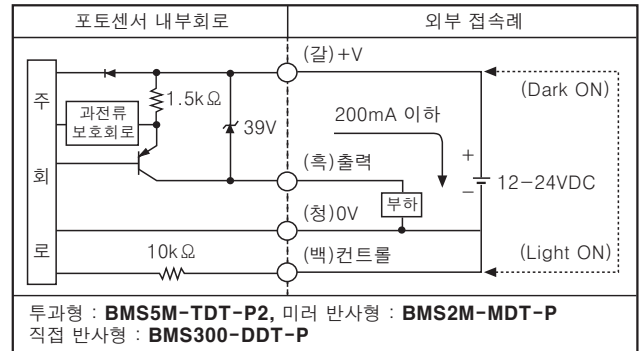 포토센서 내부회로
외부 접속례
(갈)+V
(Dark ON)
주
1.5kΩ
과전류
보호회로
39V
200mA 이하
회
(흑)출력
+
−
12−24VDC
부하
(청)0V
로
10kΩ
(백)컨트롤
(Light ON)
투과형 : BMS5M-TDT-P2, 미러 반사형 : BMS2M-MDT-P
직접 반사형 : BMS300-DDT-P